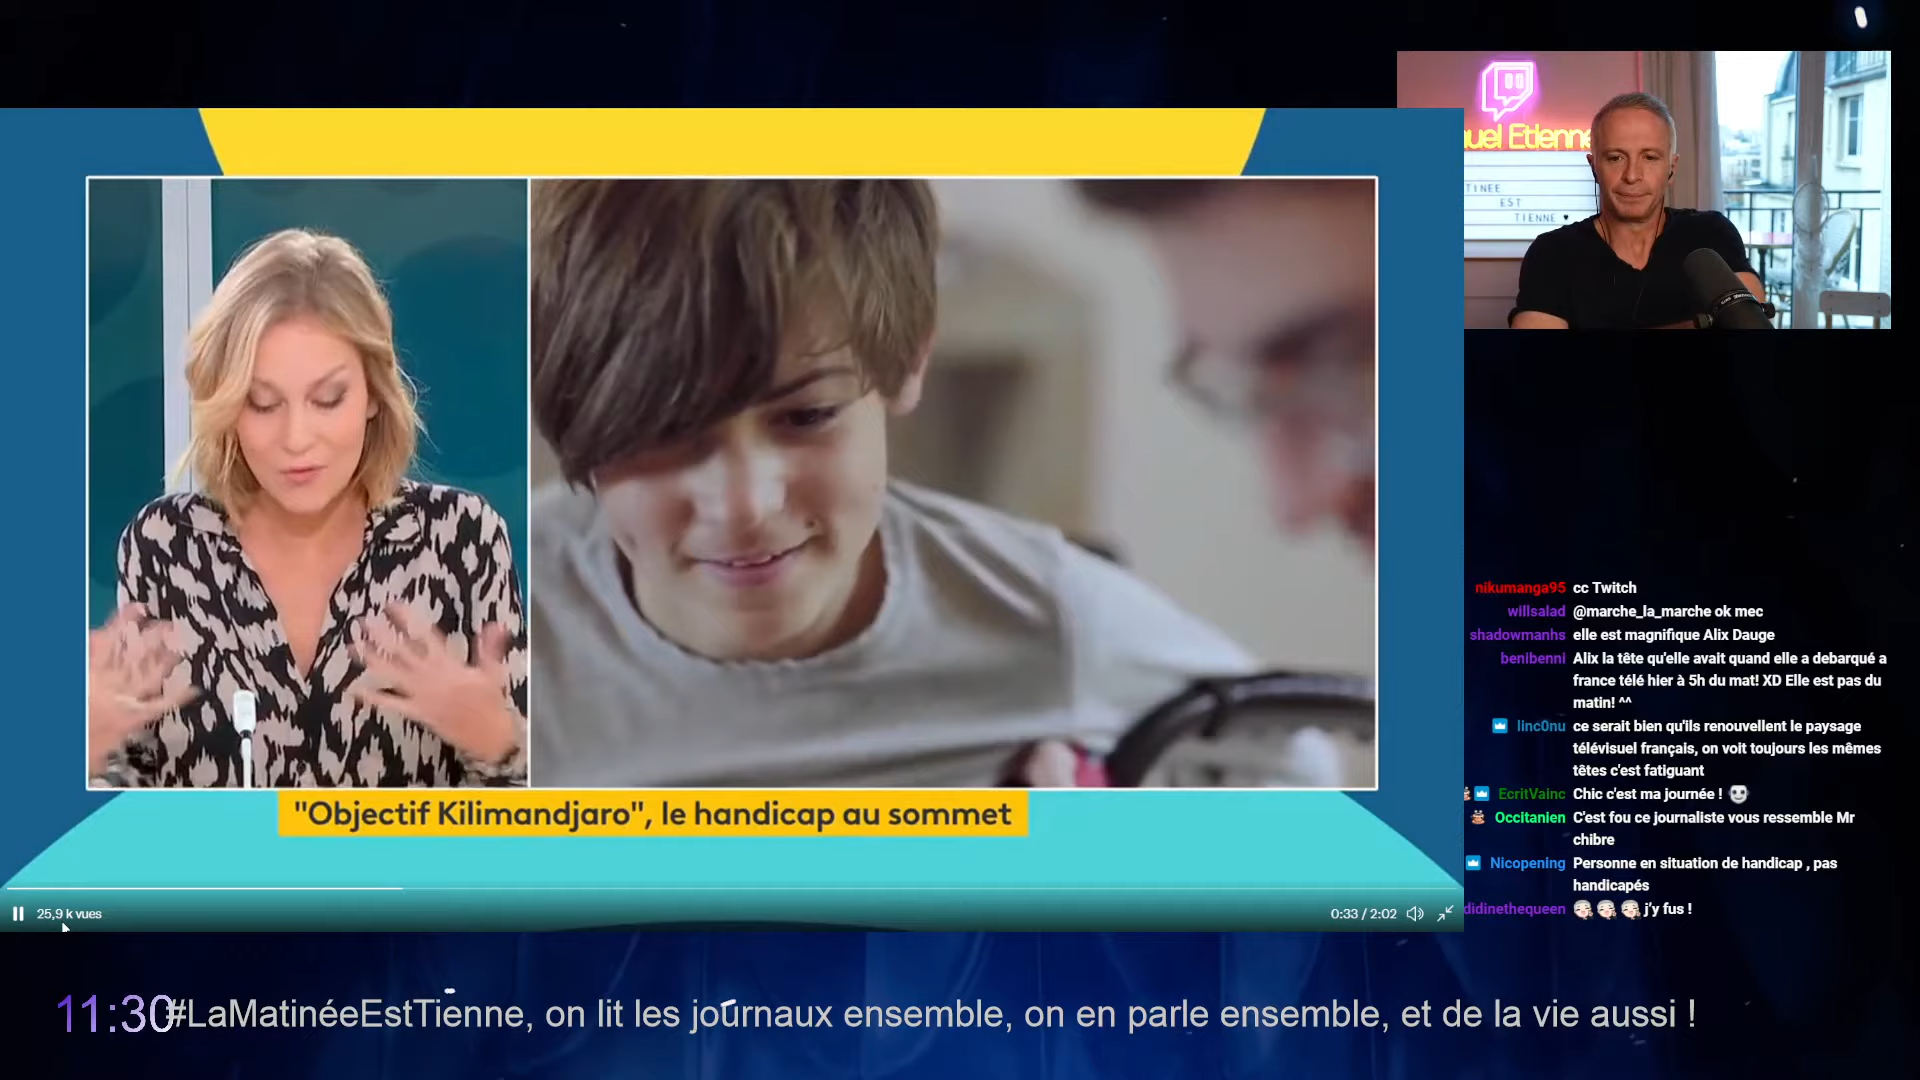 uel Etienne
TINEE
EST
TIENNE ♥
"Objectif Kilimandjaro", le handicap au sommet
25,9 k vues
0:33 / 2:02
nikumanga95 cc Twitch
willsalad @marche_la_marche ok mec
shadowmanhs elle est magnifique Alix Dauge
benibenni Alix la tête qu'elle avait quand elle a debarqué a
france télé hier à 5h du mat! XD Elle est pas du
matin! ^^
linc0nu ce serait bien qu'ils renouvellent le paysage
télévisuel français, on voit toujours les mêmes
têtes c'est fatiguant
EcritVainc Chic c'est ma journée !
Occitanien C'est fou ce journaliste vous ressemble Mr
chibre
Nicopening Personne en situation de handicap , pas
handicapés
didinethequeen j'y fus !
11:30 #LaMatinéeEstTienne, on lit les journaux ensemble, on en parle ensemble, et de la vie aussi !